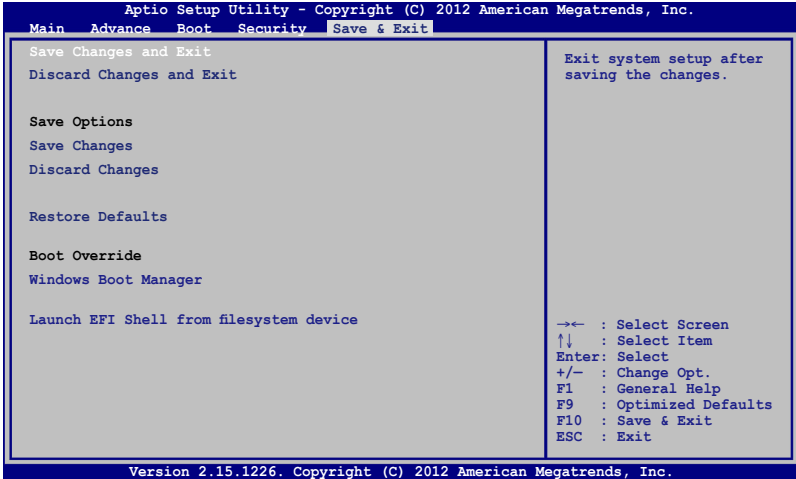 Aptio Setup Utility - Copyright (C) 2012 American Megatrends, Inc.
Main Advance Boot Security Save & Exit
Save Changes and Exit
Discard Changes and Exit
Save Options
Save Changes
Discard Changes
Restore Defaults
Boot Override
Windows Boot Manager
Launch EFI Shell from filesystem device
Exit system setup after
saving the changes.
→← : Select Screen
↑↓ : Select Item
Enter: Select
+/— : Change Opt.
F1 : General Help
F9 : Optimized Defaults
F10 : Save & Exit
ESC : Exit
Version 2.15.1226. Copyright (C) 2012 American Megatrends, Inc.